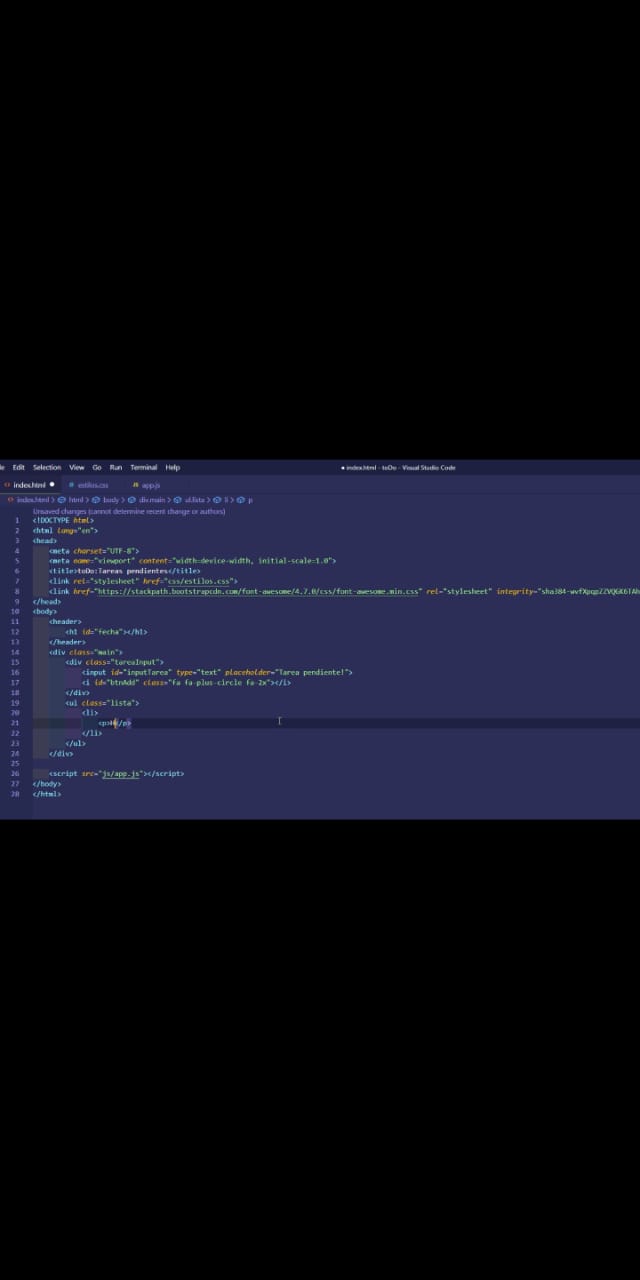 Edit Selection View Go Run Terminal Help ● index.html - toDo - Visual Studio Code
index.html ● # estilos.css JS app.js
index.html > html > body > div.main > ul.lista > li > p
Unsaved changes (cannot determine recent change or authors)
1 <!DOCTYPE html>
2 <html lang="en">
3 <head>
4 <meta charset="UTF-8">
5 <meta name="viewport" content="width=device-width, initial-scale=1.0">
6 <title>toDo:Tareas pendientes</title>
7 <link rel="stylesheet" href="css/estilos.css">
8 <link href="https://stackpath.bootstrapcdn.com/font-awesome/4.7.0/css/font-awesome.min.css" rel="stylesheet" integrity=
9 </head>
10 <body>
11 <header>
12 <h1 id="fecha"></h1>
13 </header>
14 <div class="main">
15 <div class="tareaInput">
16 <input id="inputTarea" type="text" placeholder="Tarea pendiente!">
17 <i id="btnAdd" class="fa fa-plus-circle fa-2x"></i>
18 </div>
19 <ul class="lista">
20 <li>
21 <p></p>
22 </li>
23 </ul>
24 </div>
25
26 <script src="js/app.js"></script>
27 </body>
28 </html>